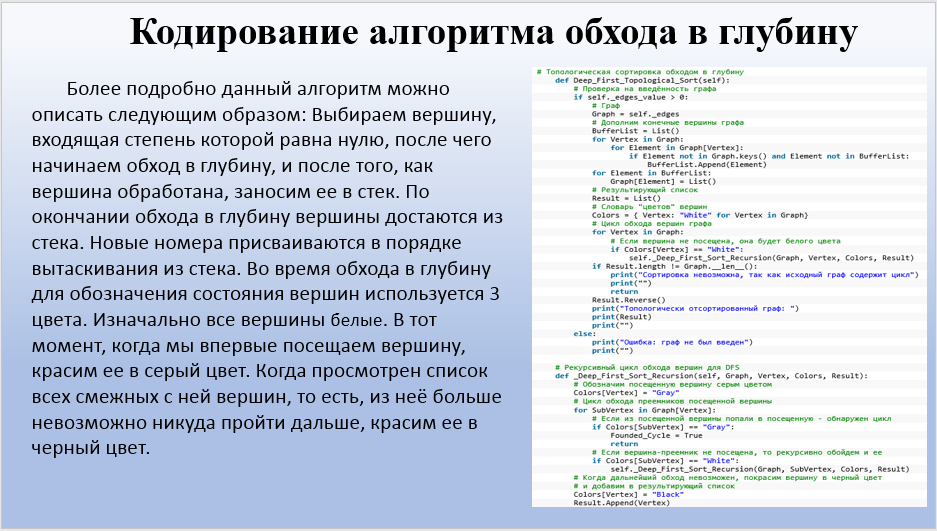 Кодирование алгоритма обхода в глубину
Более подробно данный алгоритм можно
описать следующим образом: Выбираем вершину,
входящая степень которой равна нулю, после чего
начинаем обход в глубину, и после того, как
вершина обработана, заносим ее в стек. По
окончании обхода в глубину вершины достаются из
стека. Новые номера присваиваются в порядке
вытаскивания из стека. Во время обхода в глубину
для обозначения состояния вершин используется 3
цвета. Изначально все вершины белые. В тот
момент, когда мы впервые посещаем вершину,
красим ее в серый цвет. Когда просмотрен список
всех смежных с ней вершин, то есть, из неё больше
невозможно никуда пройти дальше, красим ее в
черный цвет.
# Топологическая сортировка обходом в глубину
def Deep_First_Topological_Sort(self):
# Проверка на введённость графа
if self._edges_value > 0:
# Граф
Graph = self._edges
# Дополним конечные вершины графа
BufferList = List()
for Vertex in Graph:
for Element in Graph[Vertex]:
if Element not in Graph.keys() and Element not in BufferList:
BufferList.Append(Element)
for Element in BufferList:
Graph[Element] = List()
# Результирующий список
Result = List()
# Словарь "цветов" вершин
Colors = { Vertex: "White" for Vertex in Graph}
# Цикл обхода вершин графа
for Vertex in Graph:
# Если вершина не посещена, она будет белого цвета
if Colors[Vertex] == "White":
self._Deep_First_Sort_Recursion(Graph, Vertex, Colors, Result)
if Result.length != Graph.__len__():
print("Сортировка невозможна, так как исходный граф содержит цикл")
print("")
return
Result.Reverse()
print("Топологически отсортированный граф: ")
print(Result)
print("")
else:
print("Ошибка: граф не был введен")
print("")
# Рекурсивный цикл обхода вершин для DFS
def _Deep_First_Sort_Recursion(self, Graph, Vertex, Colors, Result):
# Обозначим посещенную вершину серым цветом
Colors[Vertex] = "Gray"
# Цикл обхода преемников посещенной вершины
for SubVertex in Graph[Vertex]:
# Если из посещенной пройти попали в посещенную - обнаружен цикл
if Colors[SubVertex] == "Gray":
Founded_Cycle = True
return
# Если вершина-преемник не посещена, то рекурсивно обойдем и ее
if Colors[SubVertex] == "White":
self._Deep_First_Sort_Recursion(Graph, SubVertex, Colors, Result)
# Когда дальнейший обход невозможен, покрасим вершину в черный цвет
# и добавим в результирующий список
Colors[Vertex] = "Black"
Result.Append(Vertex)